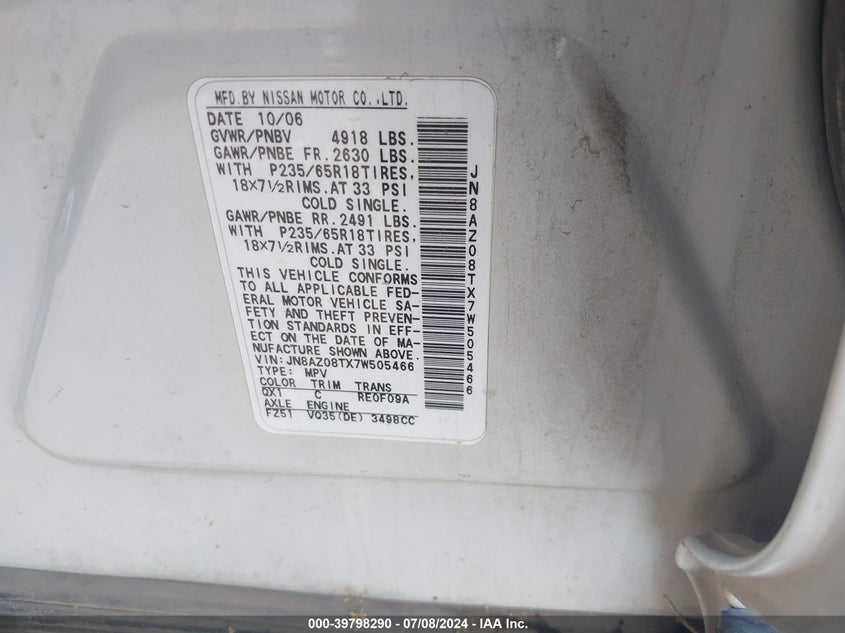 MFD.BY NISSAN MOTOR CO.,LTD.
DATE 10/06
GVWR/PNBV 4918 LBS.
GAWR/PNBE FR. 2630 LBS.
WITH P235/65R18TIRES,
18X7½RIMS.AT 33 PSI
COLD SINGLE.
GAWR/PNBE RR. 2491 LBS.
WITH P235/65R18TIRES,
18X7½RIMS.AT 33 PSI
COLD SINGLE.
THIS VEHICLE CONFORMS
TO ALL APPLICABLE FED-
ERAL MOTOR VEHICLE SA-
FETY AND THEFT PREVEN-
TION STANDARDS IN EFF-
ECT ON THE DATE OF MA-
NUFACTURE SHOWN ABOVE.
VIN:JN8AZ08TX7W505466
TYPE: MPV
COLOR TRIM TRANS
QX1 C RE0F09A
AXLE ENGINE
FZ51 VQ35(DE) 3498CC
JN8AZ08TX7W505466
000-39798290 - 07/08/2024 - IAA Inc.